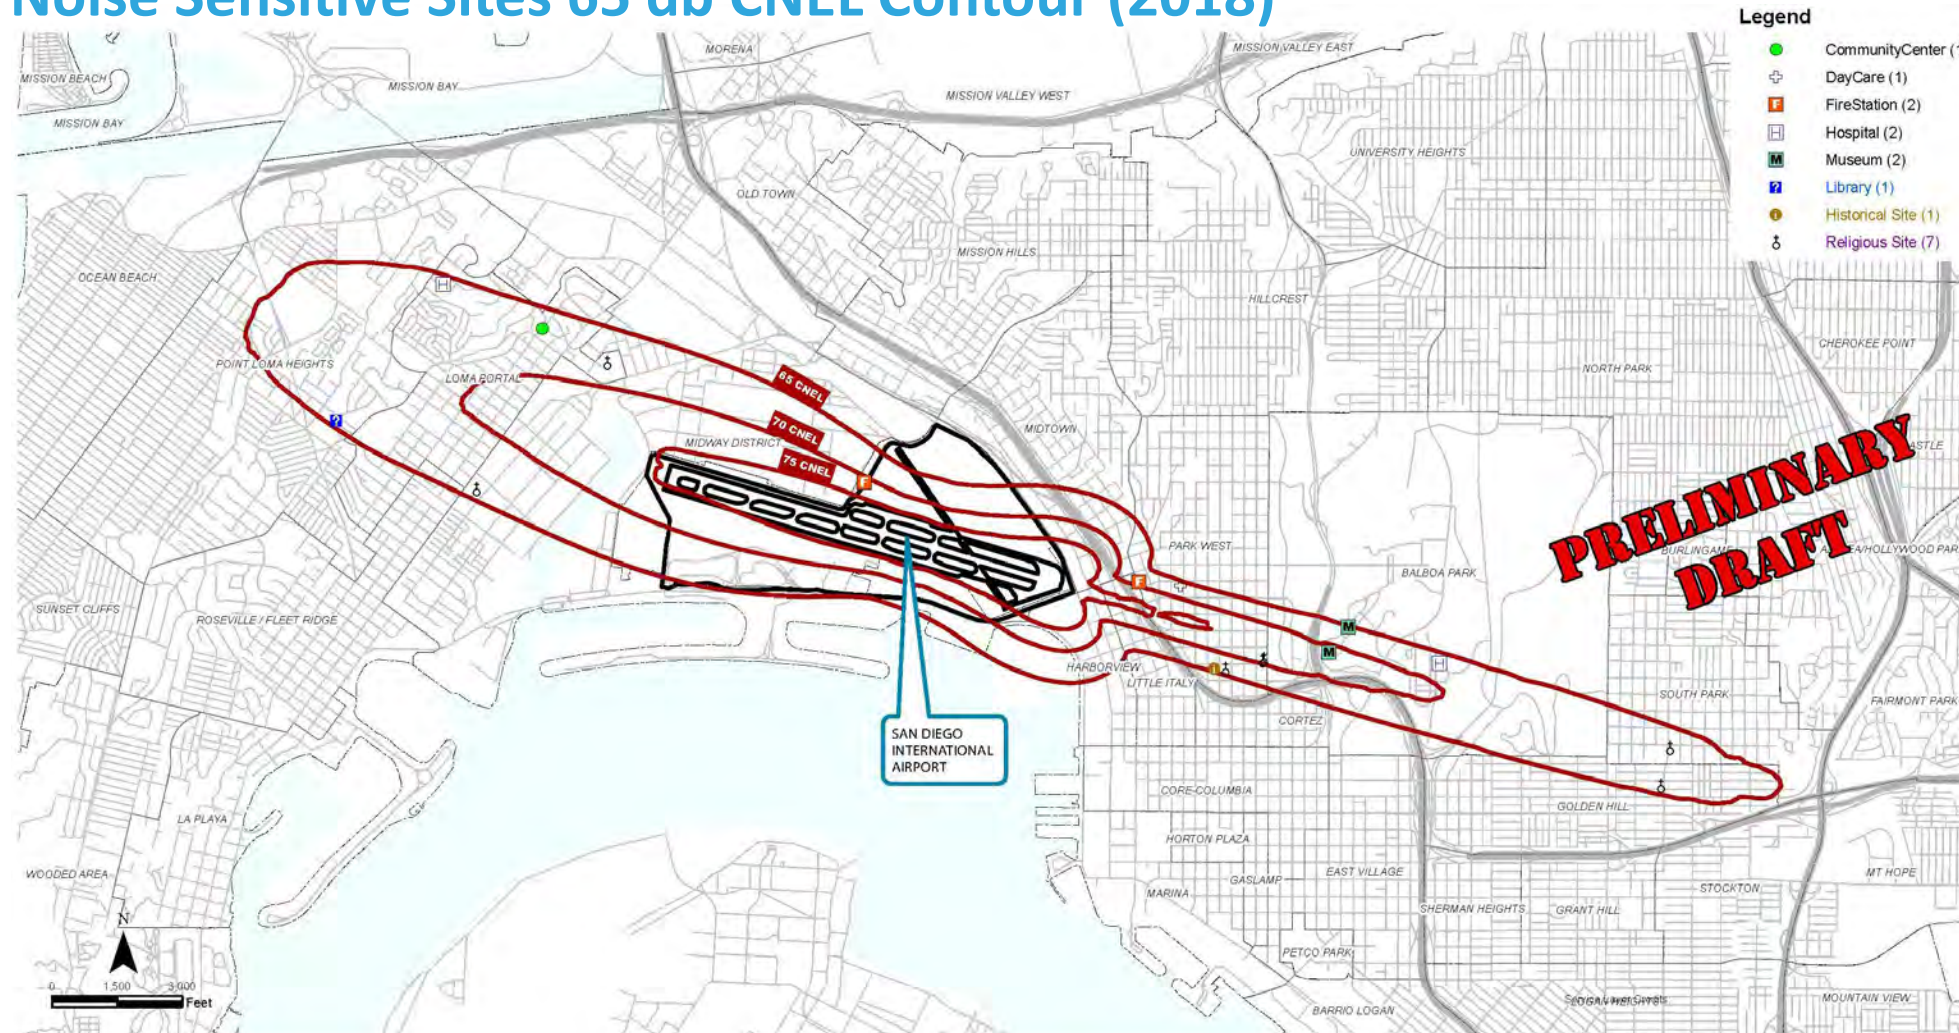 Noise Sensitive Sites 65 db CNEL Contour (2018)
Legend
CommunityCenter (
DayCare (1)
FireStation (2)
Hospital (2)
Museum (2)
Library (1)
Historical Site (1)
Religious Site (7)
MORENA
MISSION VALLEY EAST
MISSION BEACH
MISSION BAY
MISSION VALLEY WEST
MISSION BAY
UNIVERSITY HEIGHTS
OLD TOWN
MISSION HILLS
OCEAN BEACH
HILLCREST
CHEROKEE POINT
POINT LOMA HEIGHTS
LOMA PORTAL
NORTH PARK
65 CNEL
70 CNEL
75 CNEL
MIDWAY DISTRICT
MIDTOWN
ASTLE
PRELIMINARY
DRAFT
PARK WEST
BURLINGAME
A EA/HOLLYWOOD PAR
BALBOA PARK
SUNSET CLIFFS
ROSEVILLE / FLEET RIDGE
HARBORVIEW
LITTLE ITALY
SOUTH PARK
FAIRMONT PARK
CORTEZ
SAN DIEGO
INTERNATIONAL
AIRPORT
CORE-COLUMBIA
GOLDEN HILL
LA PLAYA
HORTON PLAZA
WOODED AREA
GASLAMP
EAST VILLAGE
MT HOPE
MARINA
STOCKTON
SHERMAN HEIGHTS
GRANT HILL
N
PETCO PARK
0 1,500 3,000
Feet
LOGAN HEIGHTS
MOUNTAIN VIEW
BARRIO LOGAN